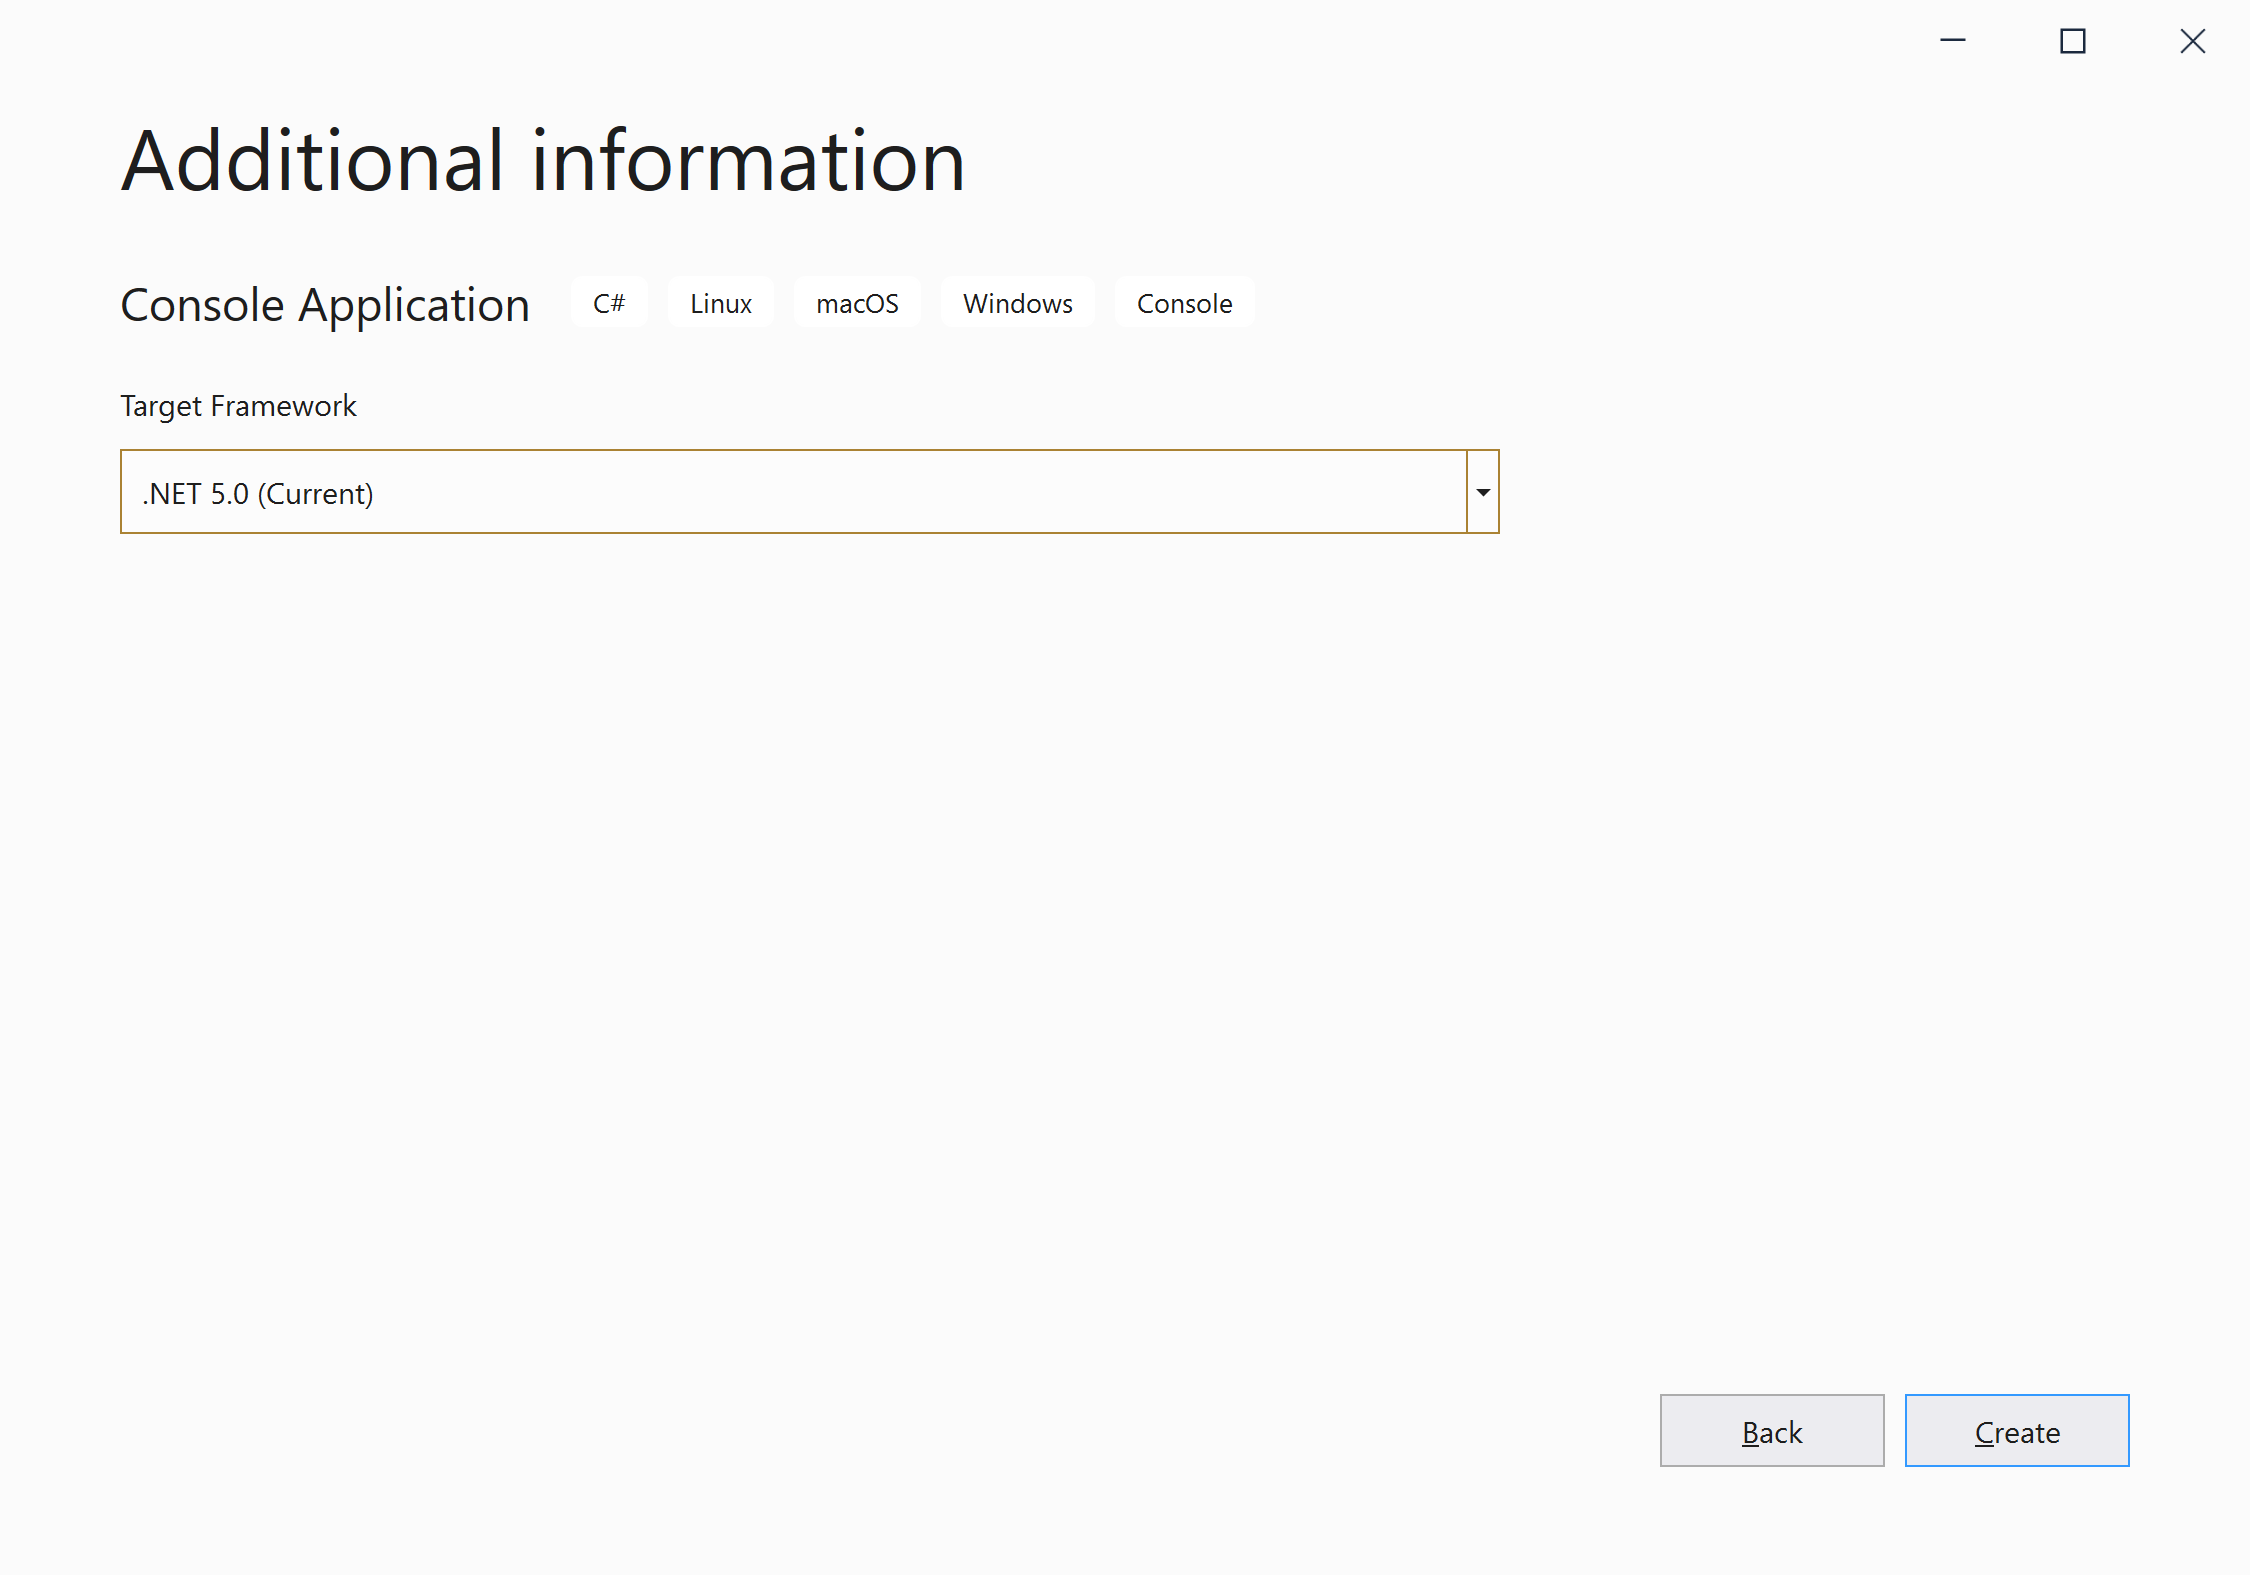 Additional information
Console Application C# Linux macOS Windows Console
Target Framework
.NET 5.0 (Current)
Back Create